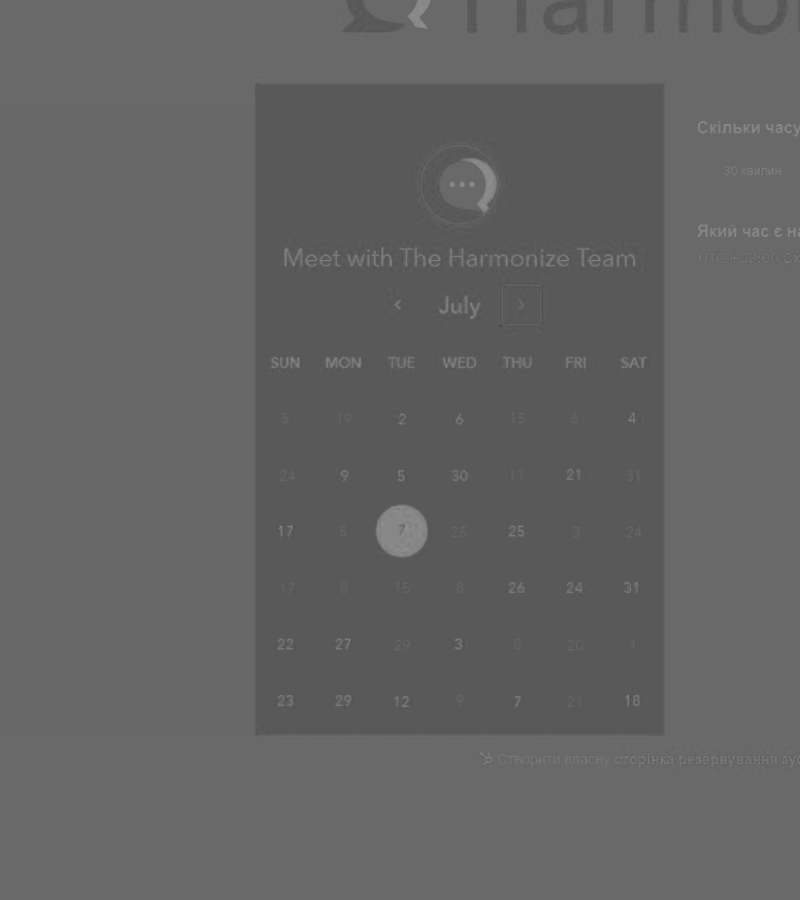 Harmon
Скільки часу
30 хвилин
Який час є на
UTC +03:00 Сх
Meet with The Harmonize Team
July
SUN MON TUE WED THU FRI SAT
5 19 2 6 15 6 4
24 9 5 30 11 21 31
17 5 7 25 25 3 24
17 8 15 8 26 24 31
22 27 29 3 8 20 1
23 29 12 9 7 21 18
Створити власну сторінка резервування зус